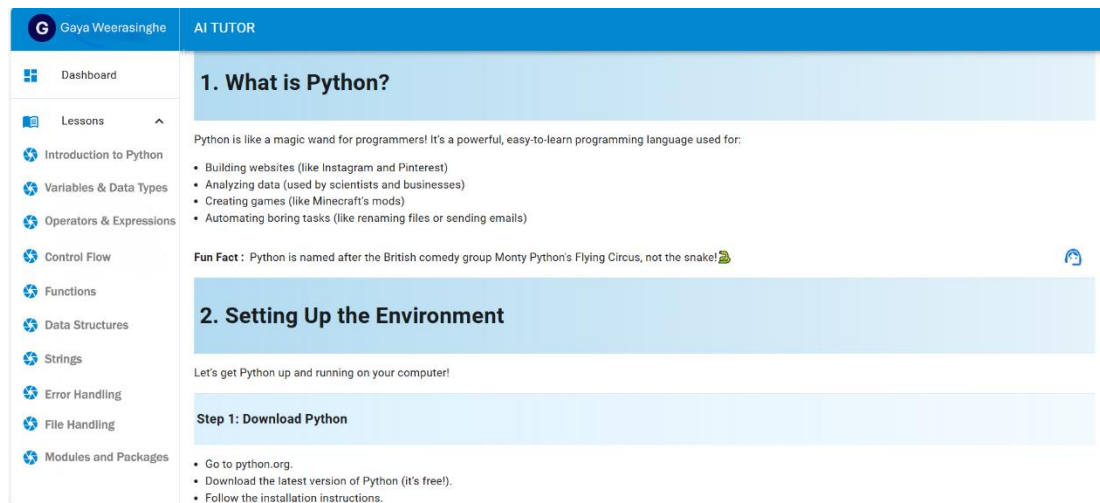 G Gaya Weerasinghe
AI TUTOR
Dashboard
Lessons
Introduction to Python
Variables & Data Types
Operators & Expressions
Control Flow
Functions
Data Structures
Strings
Error Handling
File Handling
Modules and Packages
1. What is Python?
Python is like a magic wand for programmers! It's a powerful, easy-to-learn programming language used for:
• Building websites (like Instagram and Pinterest)
• Analyzing data (used by scientists and businesses)
• Creating games (like Minecraft's mods)
• Automating boring tasks (like renaming files or sending emails)
Fun Fact : Python is named after the British comedy group Monty Python's Flying Circus, not the snake!🐍
2. Setting Up the Environment
Let's get Python up and running on your computer!
Step 1: Download Python
• Go to python.org.
• Download the latest version of Python (it's free!).
• Follow the installation instructions.